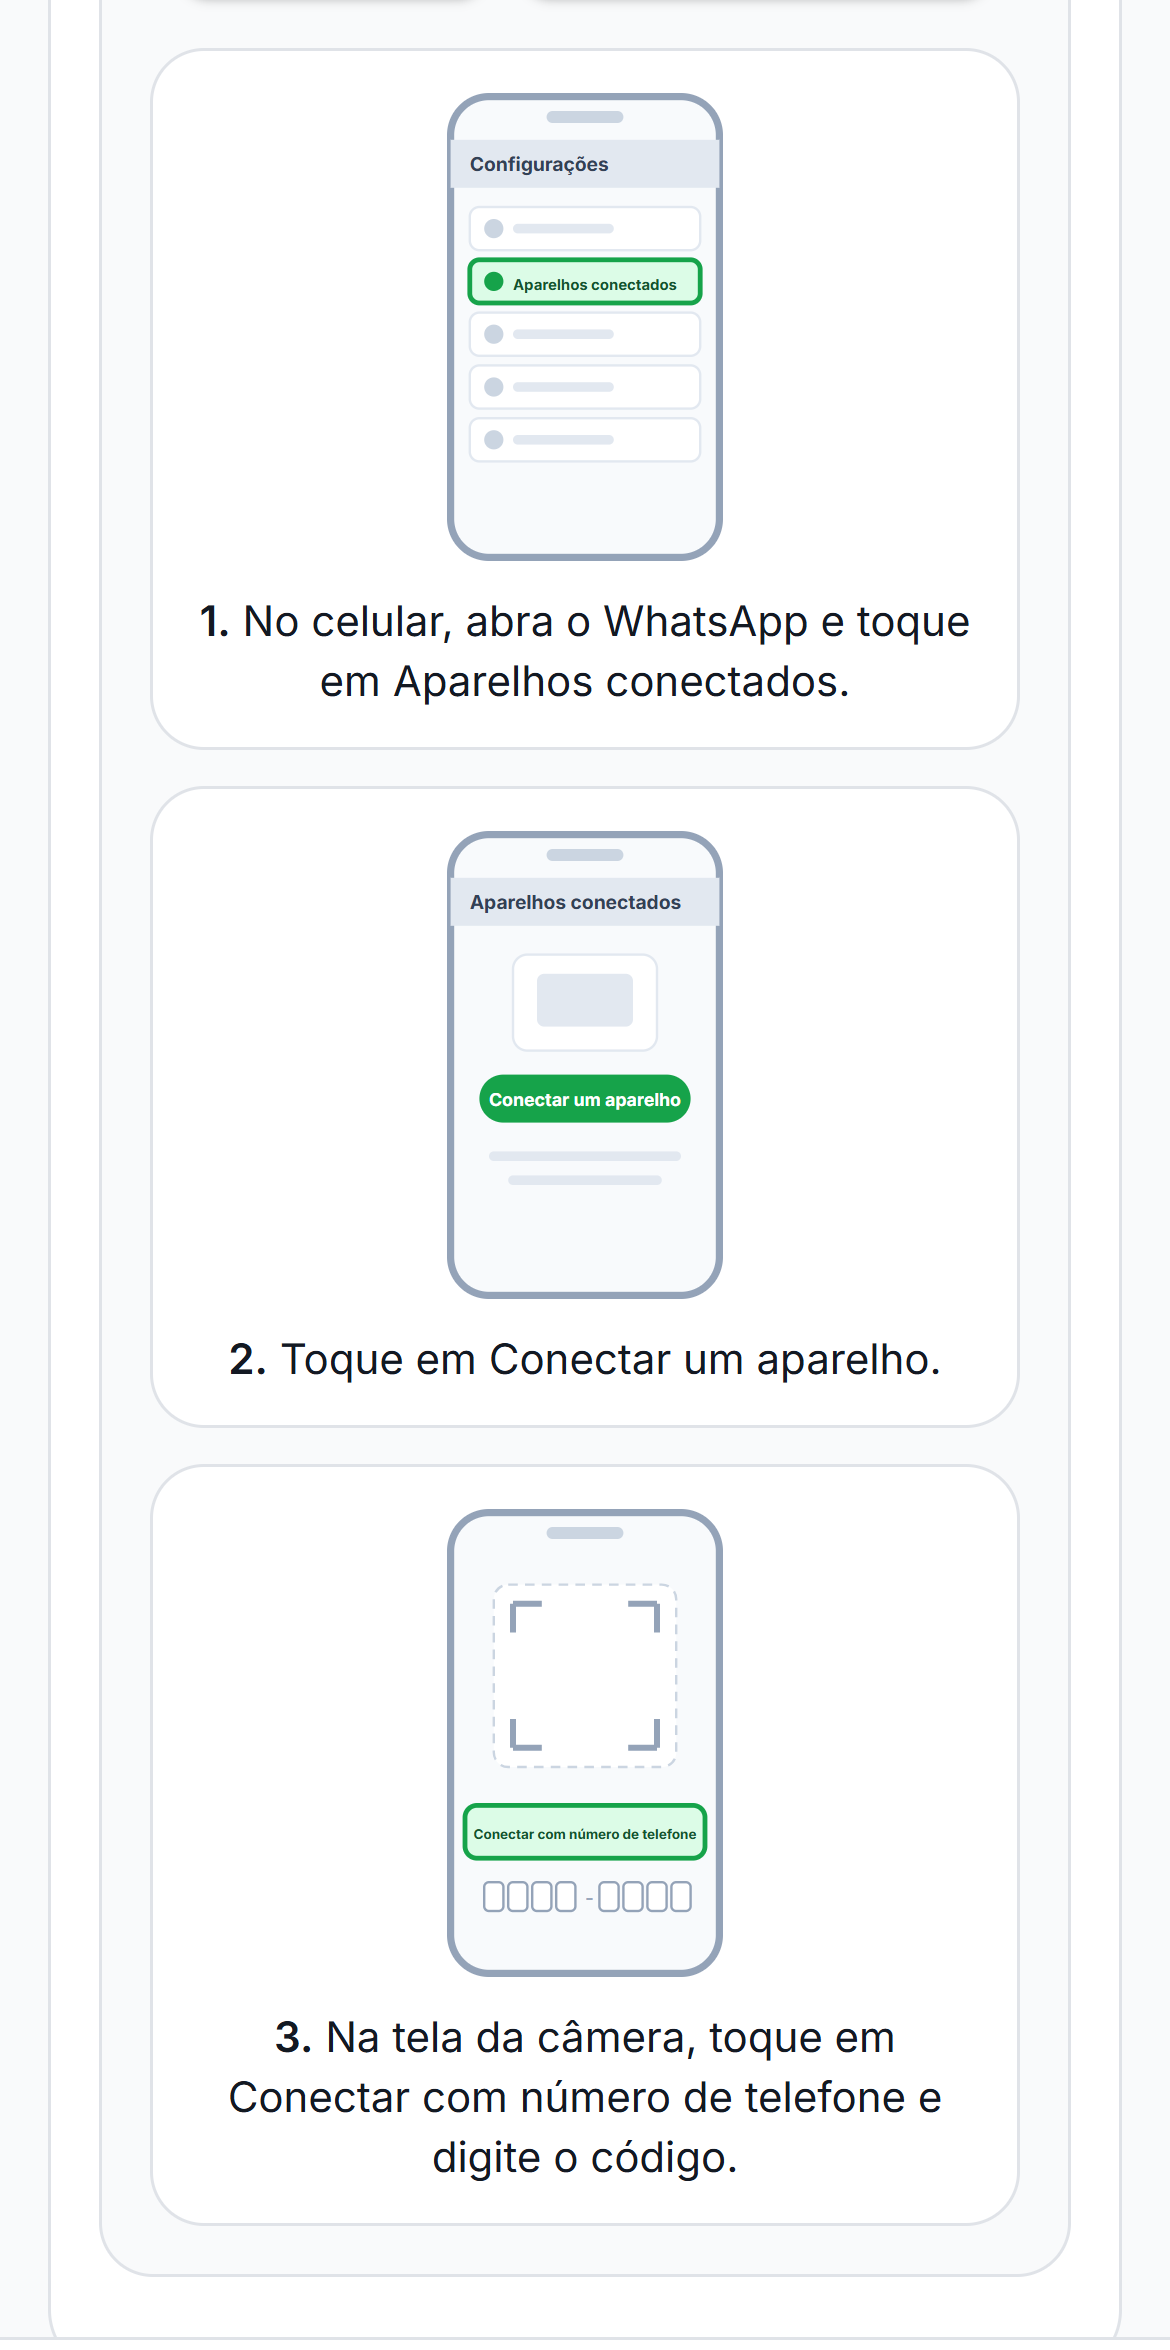 Configurações
Aparelhos conectados
1. No celular, abra o WhatsApp e toque
em Aparelhos conectados.
Aparelhos conectados
Conectar um aparelho
2. Toque em Conectar um aparelho.
Conectar com número de telefone
-
3. Na tela da câmera, toque em
Conectar com número de telefone e
digite o código.